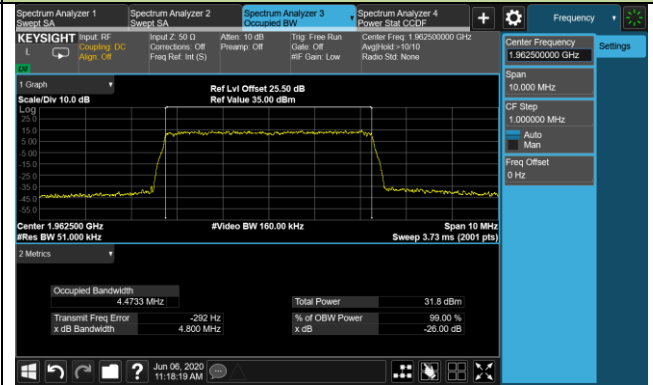 Spectrum Analyzer 1
Swept SA
Spectrum Analyzer 2
Swept SA
Spectrum Analyzer 3
Occupied BW
Spectrum Analyzer 4
Power Stat CCDF
+
Frequency
KEYSIGHT
L
Input: RF
Coupling: DC
Align: Off
Input Z: 50 Ω
Corrections: Off
Freq Ref: Int (S)
Atten: 10 dB
Preamp: Off
Trig: Free Run
Gate: Off
#IF Gain: Low
Center Freq: 1.962500000 GHz
Avg|Hold:>10/10
Radio Std: None
Center Frequency
1.962500000 GHz
Settings
Span
10.000 MHz
CF Step
1.000000 MHz
Auto
Man
Freq Offset
0 Hz
1 Graph
Scale/Div 10.0 dB
Ref Lvl Offset 25.50 dB
Ref Value 35.00 dBm
Log
25.0
15.0
5.00
-5.00
-15.0
-25.0
-35.0
-45.0
-55.0
Center 1.962500 GHz
#Res BW 51.000 kHz
#Video BW 160.00 kHz
Span 10 MHz
Sweep 3.73 ms (2001 pts)
2 Metrics
Occupied Bandwidth
4.4733 MHz
Total Power 31.8 dBm
Transmit Freq Error -292 Hz
% of OBW Power 99.00 %
x dB Bandwidth 4.800 MHz
x dB -26.00 dB
?
Jun 06, 2020
11:18:19 AM